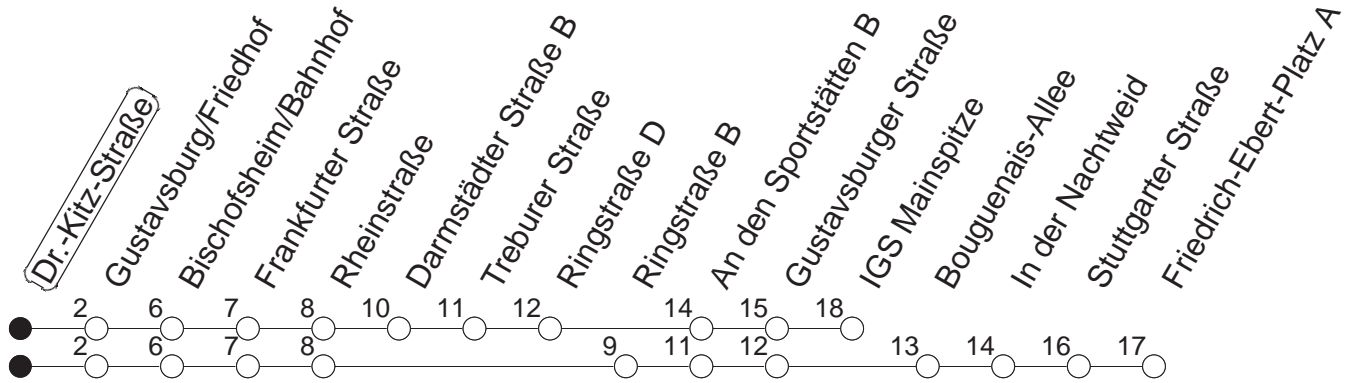 Dr.-Kitz-Straße
Gustavsburg/Friedhof
Bischofsheim/Bahnhof
Frankfurter Straße
Rheinstraße
Darmstädter Straße B
Treburer Straße
Ringstraße D
Ringstraße B
An den Sportstätten B
Gustavsburger Straße
IGS Mainspitze
Bouguenais-Allee
In der Nachtweid
Stuttgarter Straße
Friedrich-Ebert-Platz A
2 6 7 8 10 11 12 14 15 18
2 6 7 8 9 11 12 13 14 16 17